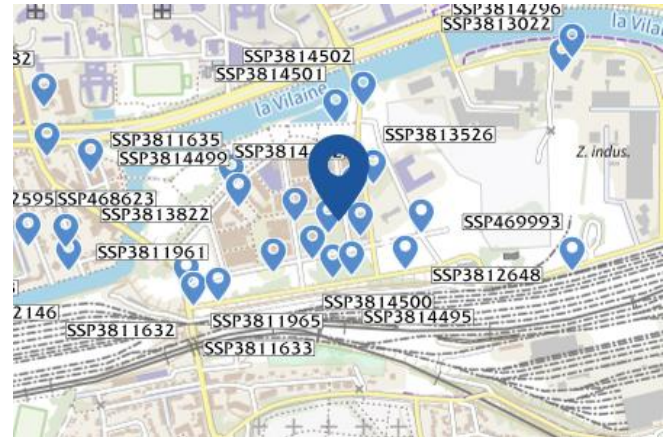 SSP3814296
SSP3813022
la Vilaine
SSP3814502
82
SSP3814501
la Vilaine
SSP3811635
SSP3813526
SSP3814499
SSP3814
Z. indus.
2595
SSP468623
SSP3813822
SSP469993
SSP3811961
SSP3812648
SSP3814500
2146
SSP3811965
SSP3814495
SSP3811632
SSP3811633